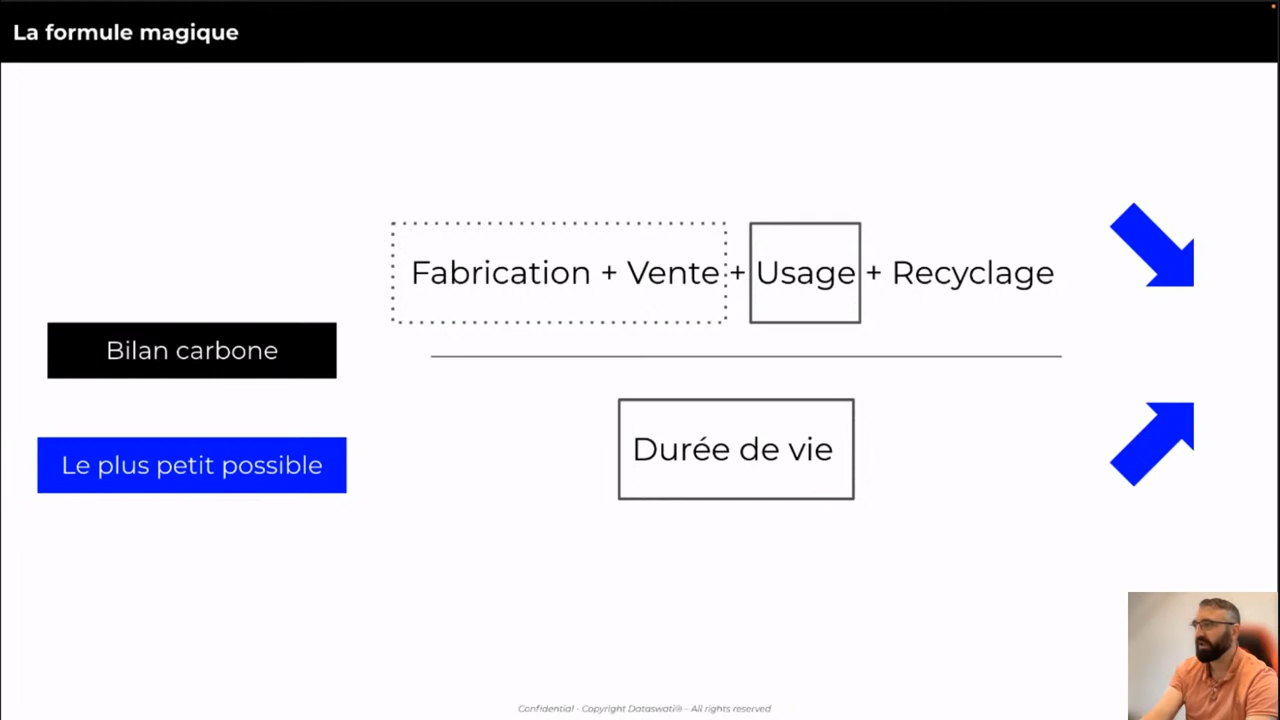 La formule magique
Fabrication + Vente + Usage + Recyclage
Bilan carbone
Durée de vie
Le plus petit possible
Confidential - Copyright Dataswati® - All rights reserved